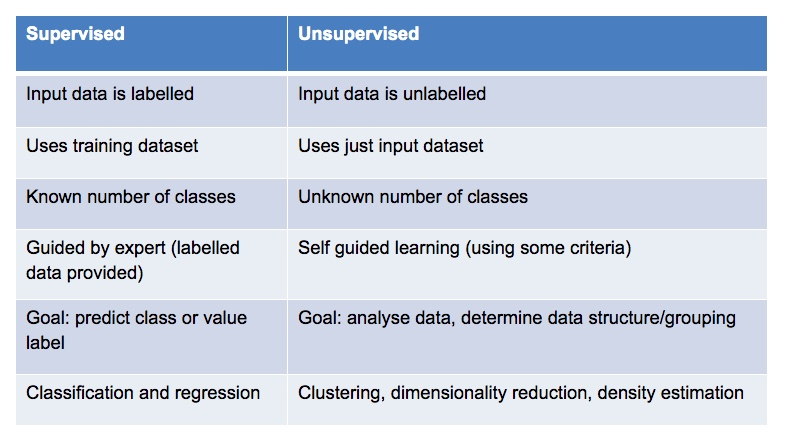 Supervised
Unsupervised
Input data is labelled
Input data is unlabelled
Uses training dataset
Uses just input dataset
Known number of classes
Unknown number of classes
Guided by expert (labelled
data provided)
Self guided learning (using some criteria)
Goal: predict class or value
label
Goal: analyse data, determine data structure/grouping
Classification and regression
Clustering, dimensionality reduction, density estimation